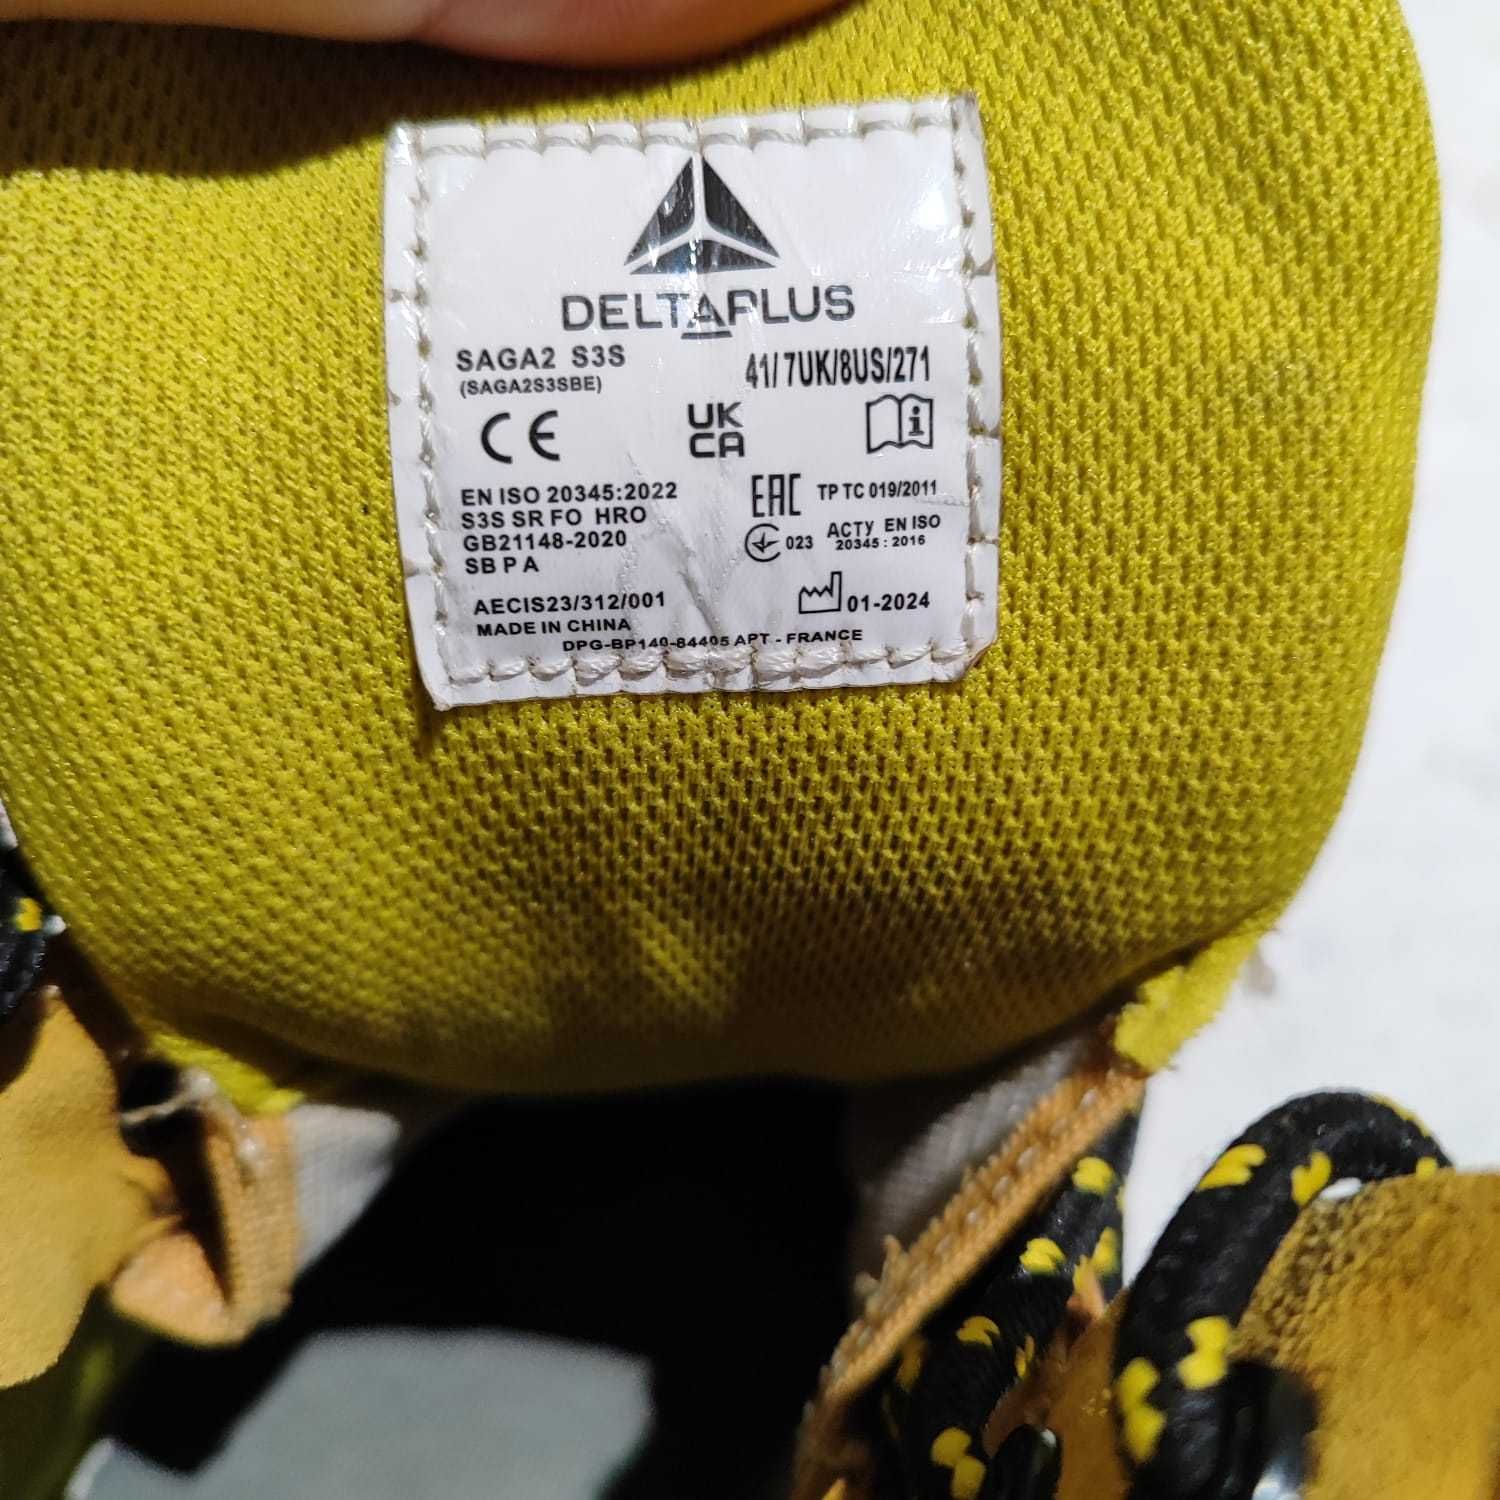 DELTAPLUS
SAGA2 S3S
(SAGA2S3SBE)
41/7UK/8US/271
CE
UK
CA
i
EN ISO 20345:2022
S3S SR FO HRO
GB21148-2020
SB P A
EAC TP TC 019/2011
023 ДСТУ EN ISO
20345 : 2016
AECIS23/312/001
01-2024
MADE IN CHINA
DPG-BP140-84405 APT - FRANCE